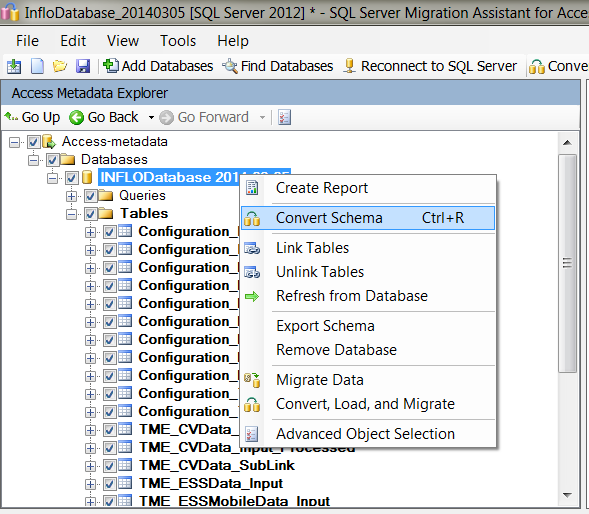 InfloDatabase_20140305 [SQL Server 2012] * - SQL Server Migration Assistant for Acce
File Edit View Tools Help
Add Databases Find Databases Reconnect to SQL Server Conve
Access Metadata Explorer
Go Up Go Back Go Forward
Access-metadata
Databases
INFLODatabase 2014
Queries
Tables
Configuration_
Configuration_
Configuration_
Configuration_
Configuration_
Configuration_
Configuration_
Configuration_
Configuration_
Configuration_
Configuration_
TME_CVData_
TME_CVData_Input_Processed
TME_CVData_SubLink
TME_ESSData_Input
TME_ESSMobileData_Input
Create Report
Convert Schema Ctrl+R
Link Tables
Unlink Tables
Refresh from Database
Export Schema
Remove Database
Migrate Data
Convert, Load, and Migrate
Advanced Object Selection